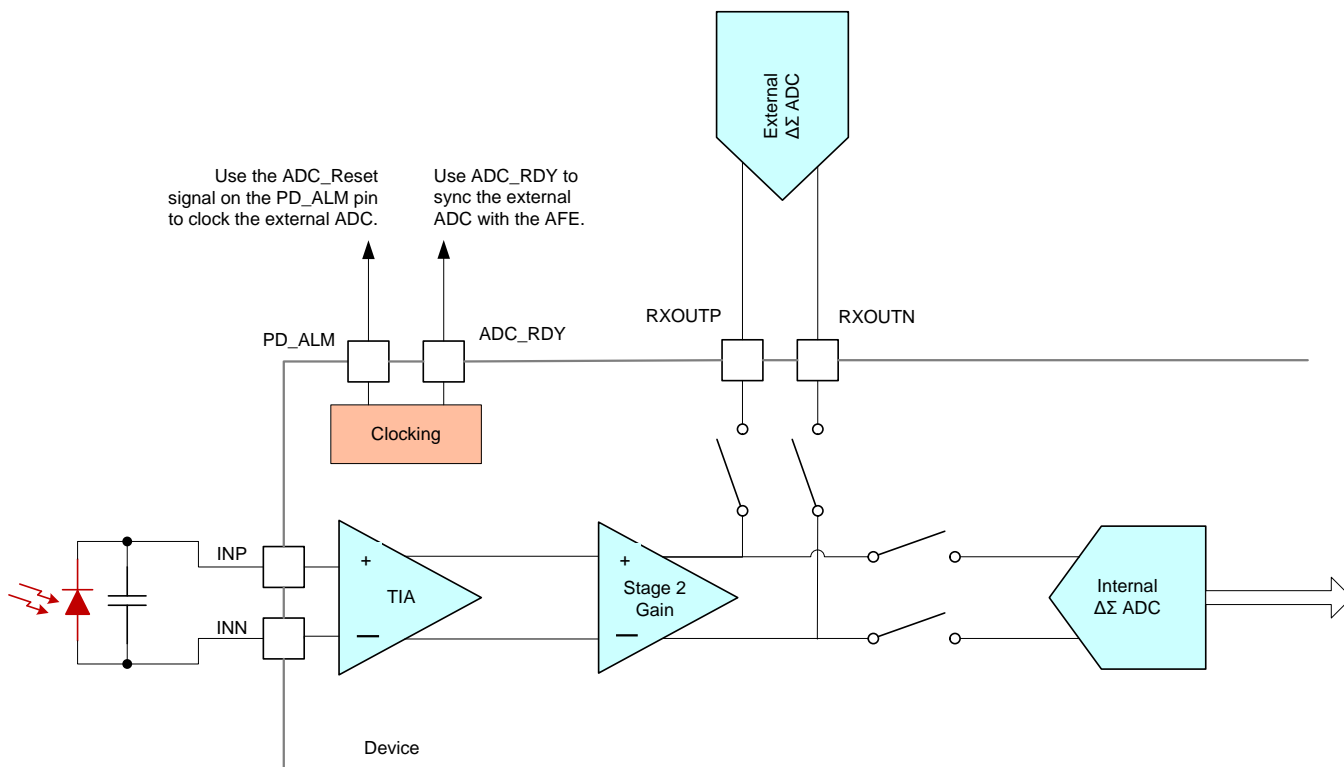 External
ΔΣ ADC
Use the ADC_Reset
signal on the PD_ALM pin
to clock the external ADC.
Use ADC_RDY to
sync the external
ADC with the AFE.
PD_ALM
ADC_RDY
RXOUTP
RXOUTN
Clocking
INP
INN
+
TIA
+
Stage 2
Gain
Internal
ΔΣ ADC
Device